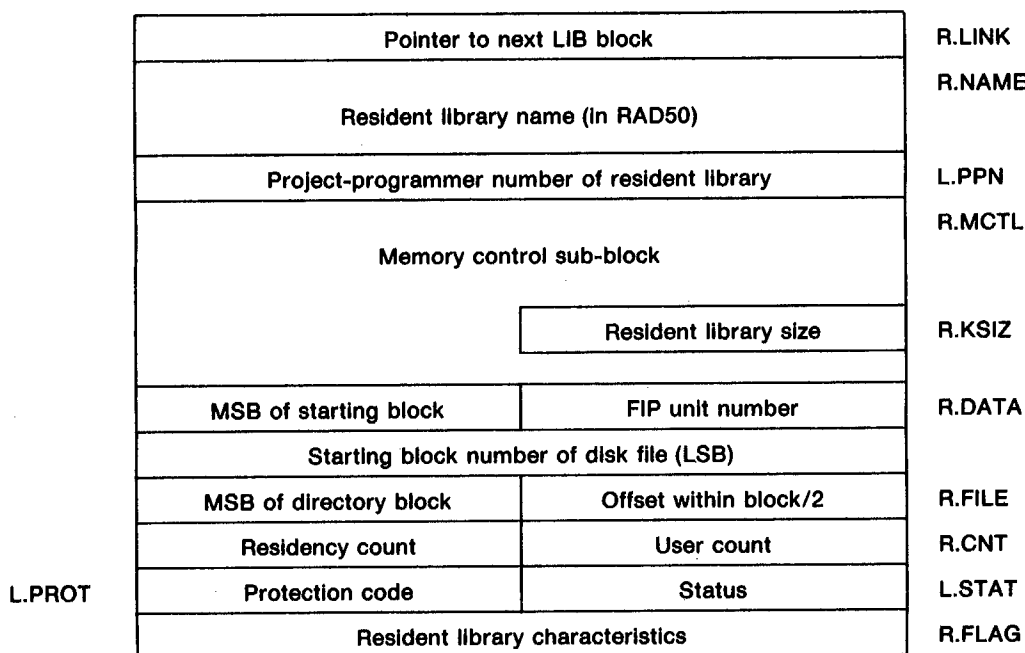 Pointer to next LIB block R.LINK
R.NAME
Resident library name (in RAD50)
Project-programmer number of resident library L.PPN
R.MCTL
Memory control sub-block
Resident library size R.KSIZ
MSB of starting block FIP unit number R.DATA
Starting block number of disk file (LSB)
MSB of directory block Offset within block/2 R.FILE
Residency count User count R.CNT
L.PROT Protection code Status L.STAT
Resident library characteristics R.FLAG